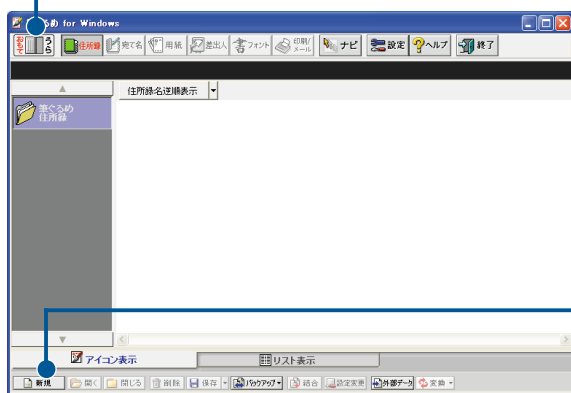 るめ for Windows
おもて うら 住所録 宛て名 用紙 差出人 フォント 印刷/メール ナビ 設定 ヘルプ 終了
住所録名逆順表示
筆ぐるめ
住所録
アイコン表示 リスト表示
新規 開く 閉じる 削除 保存 バックアップ 結合 設定変更 外部データ 変換